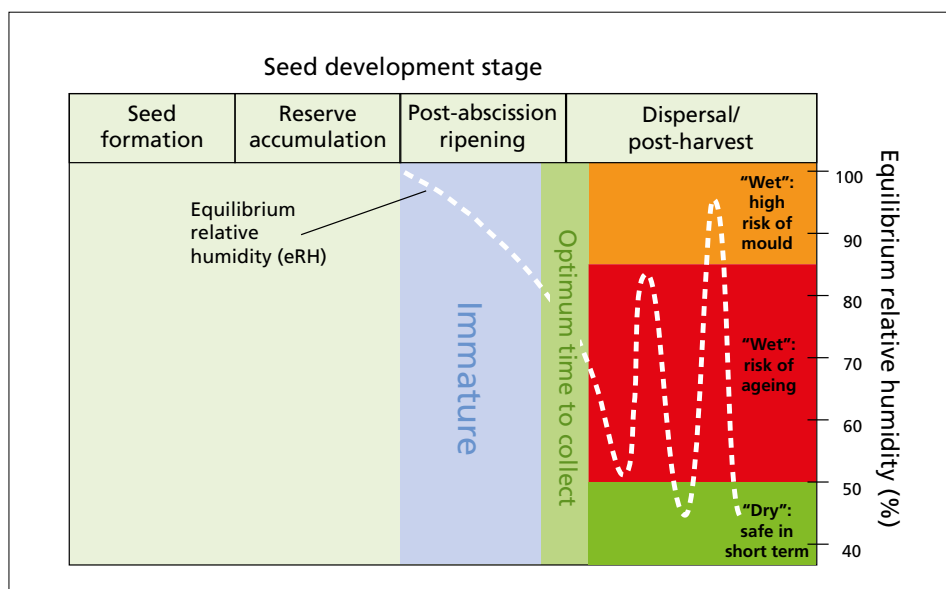 Seed development stage
Seed
formation
Reserve
accumulation
Post-abscission
ripening
Dispersal/
post-harvest
Equilibrium
relative
humidity (eRH)
Immature
Optimum time to collect
“Wet”:
high
risk of
mould
“Wet”:
risk of
ageing
“Dry”:
safe in
short term
100
90
80
70
60
50
40
Equilibrium relative humidity (%)